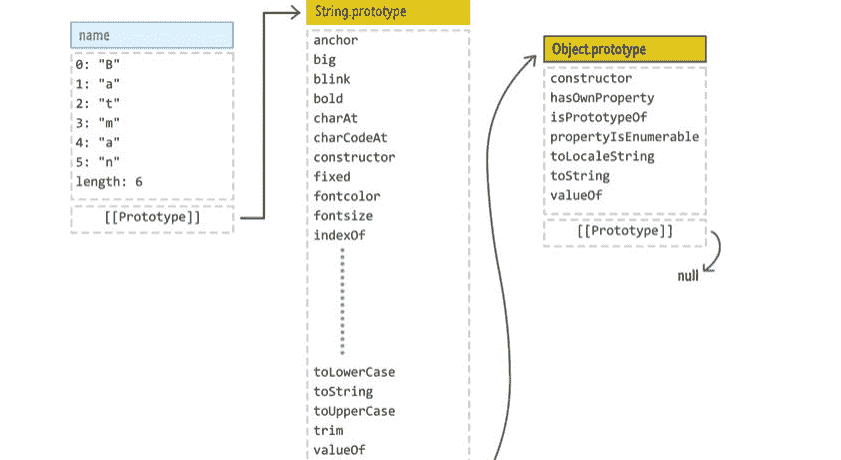 name
0: "B"
1: "a"
2: "t"
3: "m"
4: "a"
5: "n"
length: 6
[[Prototype]]
String.prototype
anchor
big
blink
bold
charAt
charCodeAt
constructor
fixed
fontcolor
fontsize
indexOf
toLowerCase
toString
toUpperCase
trim
valueOf
Object.prototype
constructor
hasOwnProperty
isPrototypeOf
propertyIsEnumerable
toLocaleString
toString
valueOf
[[Prototype]]
null